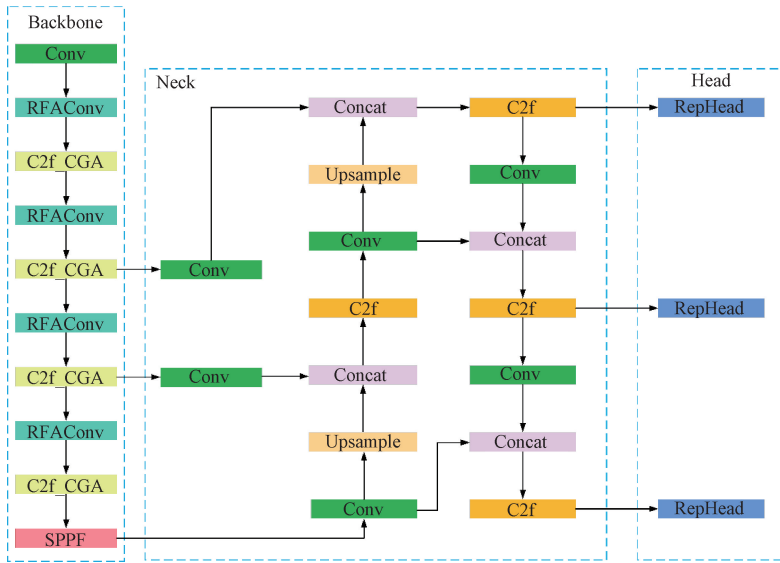 Backbone
Conv
RFAConv
C2f_CGA
RFAConv
C2f_CGA
RFAConv
C2f_CGA
RFAConv
C2f_CGA
SPPF
Neck
Conv
Conv
Concat
Upsample
Conv
C2f
Concat
Upsample
Conv
C2f
Conv
Concat
C2f
Conv
Concat
C2f
Head
RepHead
RepHead
RepHead